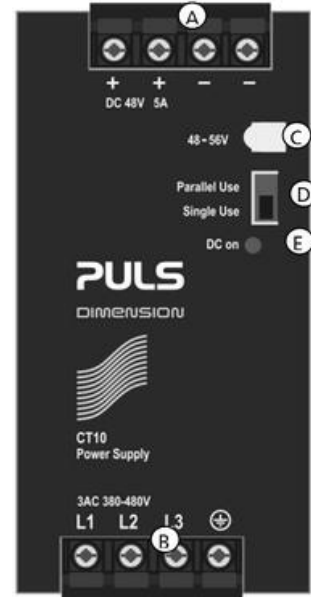 A
+ + − −
DC 48V 5A
48-56V C
Parallel Use
D
Single Use
DC on E
PULS
DIMENSION
CT10
Power Supply
3AC 380-480V
L1 L2 L3
B